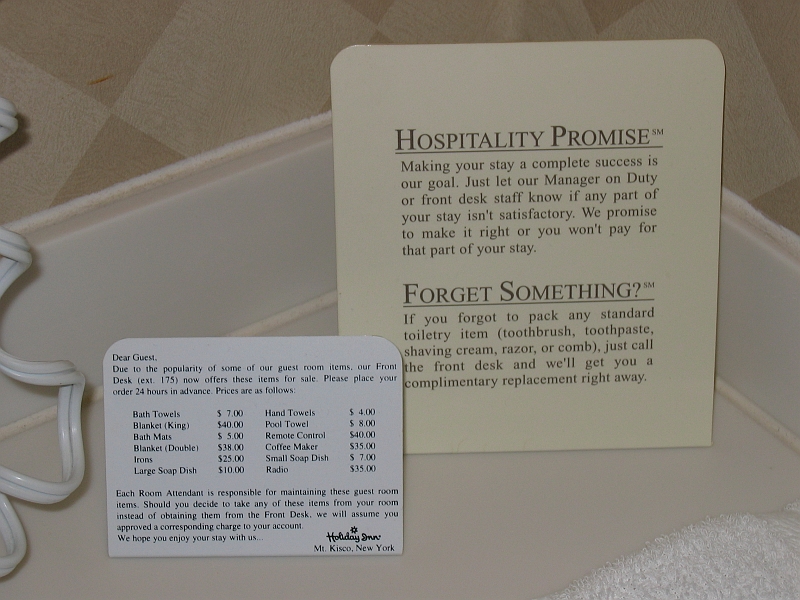 HOSPITALITY PROMISE℠
Making your stay a complete success is
our goal. Just let our Manager on Duty
or front desk staff know if any part of
your stay isn't satisfactory. We promise
to make it right or you won't pay for
that part of your stay.
FORGET SOMETHING?℠
If you forgot to pack any standard
toiletry item (toothbrush, toothpaste,
shaving cream, razor, or comb), just call
the front desk and we'll get you a
complimentary replacement right away.
Dear Guest,
Due to the popularity of some of our guest room items, our Front
Desk (ext. 175) now offers these items for sale. Please place your
order 24 hours in advance. Prices are as follows:
Bath Towels $ 7.00 Hand Towels $ 4.00
Blanket (King) $40.00 Pool Towel $ 8.00
Bath Mats $ 5.00 Remote Control $40.00
Blanket (Double) $38.00 Coffee Maker $35.00
Irons $25.00 Small Soap Dish $ 7.00
Large Soap Dish $10.00 Radio $35.00
Each Room Attendant is responsible for maintaining these guest room
items. Should you decide to take any of these items from your room
instead of obtaining them from the Front Desk, we will assume you
approved a corresponding charge to your account.
We hope you enjoy your stay with us...
Holiday Inn
Mt. Kisco, New York